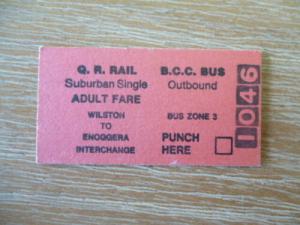 Q. R. RAIL
Suburban Single
ADULT FARE
WILSTON
TO
ENOGGERA
INTERCHANGE
B.C.C. BUS
Outbound
BUS ZONE 3
PUNCH
HERE
1046